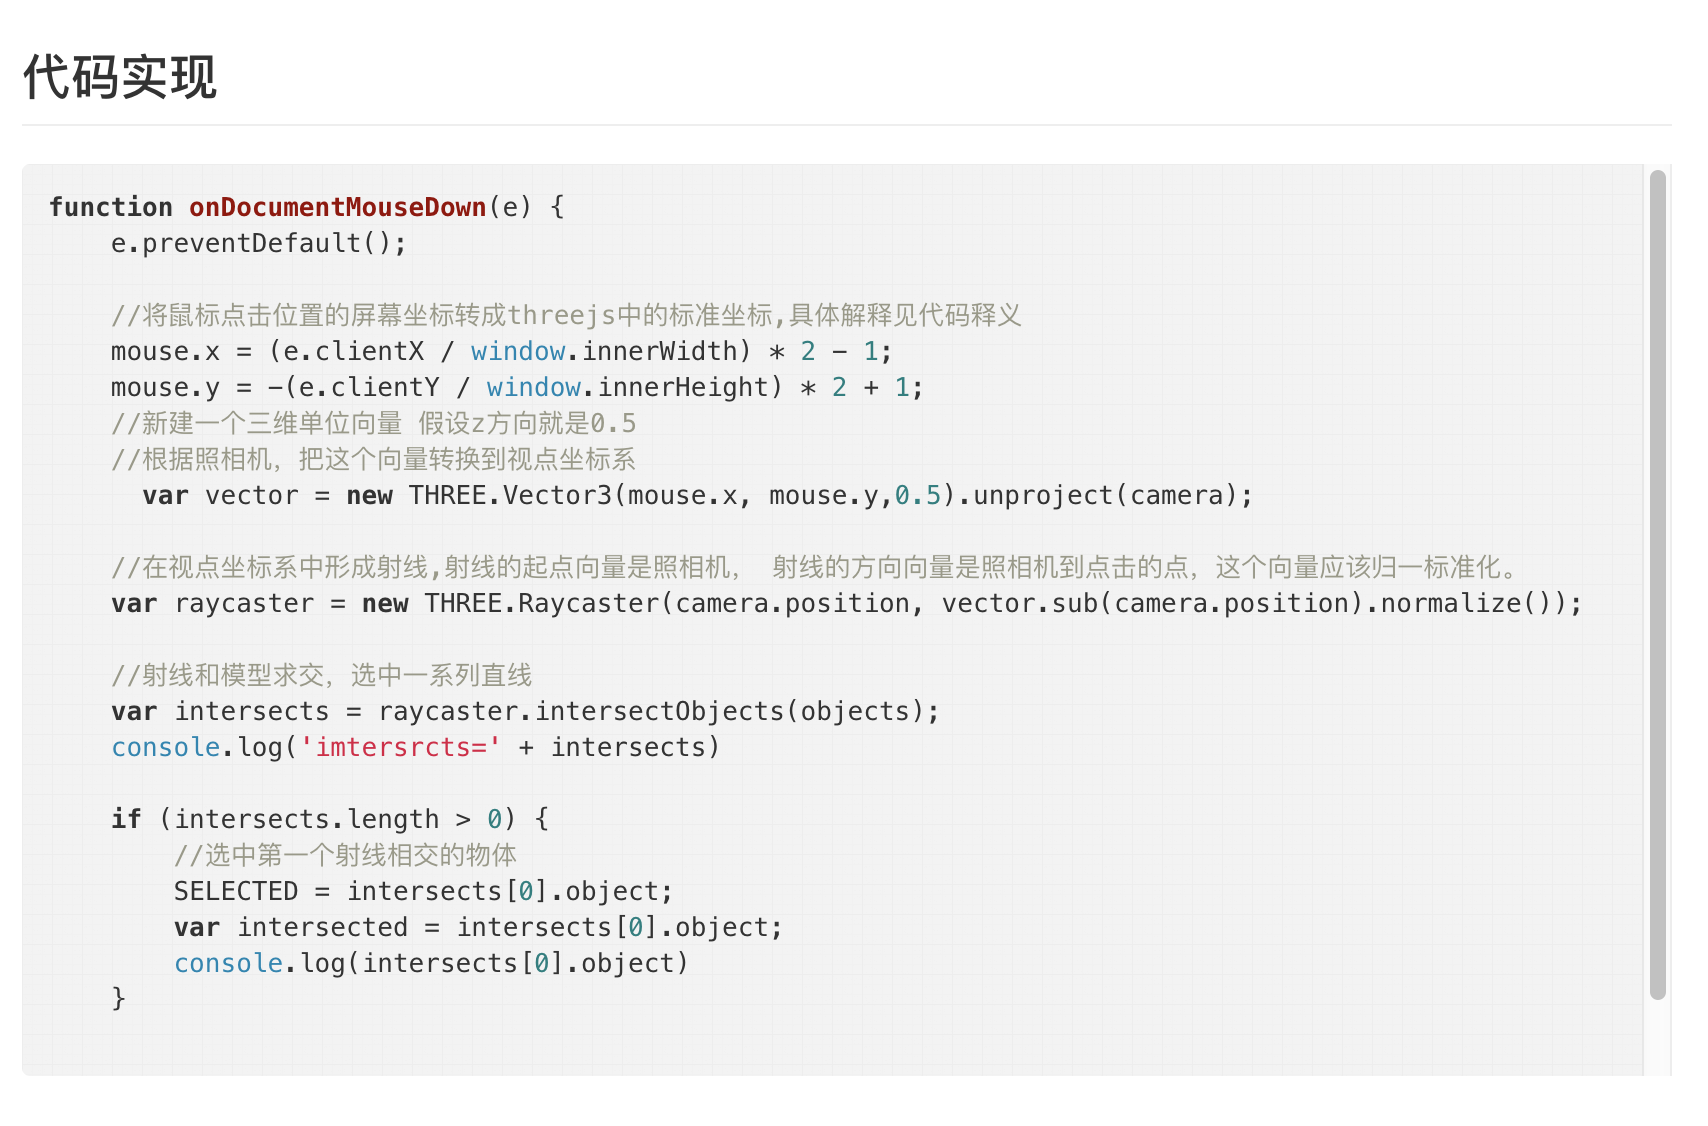 代码实现
function onDocumentMouseDown(e) {
    e.preventDefault();

    //将鼠标点击位置的屏幕坐标转成threejs中的标准坐标,具体解释见代码释义
    mouse.x = (e.clientX / window.innerWidth) * 2 - 1;
    mouse.y = -(e.clientY / window.innerHeight) * 2 + 1;
    //新建一个三维单位向量 假设z方向就是0.5
    //根据照相机，把这个向量转换到视点坐标系
      var vector = new THREE.Vector3(mouse.x, mouse.y,0.5).unproject(camera);

    //在视点坐标系中形成射线,射线的起点向量是照相机， 射线的方向向量是照相机到点击的点，这个向量应该归一标准化。
    var raycaster = new THREE.Raycaster(camera.position, vector.sub(camera.position).normalize());

    //射线和模型求交，选中一系列直线
    var intersects = raycaster.intersectObjects(objects);
    console.log('imtersrcts=' + intersects)

    if (intersects.length > 0) {
        //选中第一个射线相交的物体
        SELECTED = intersects[0].object;
        var intersected = intersects[0].object;
        console.log(intersects[0].object)
    }